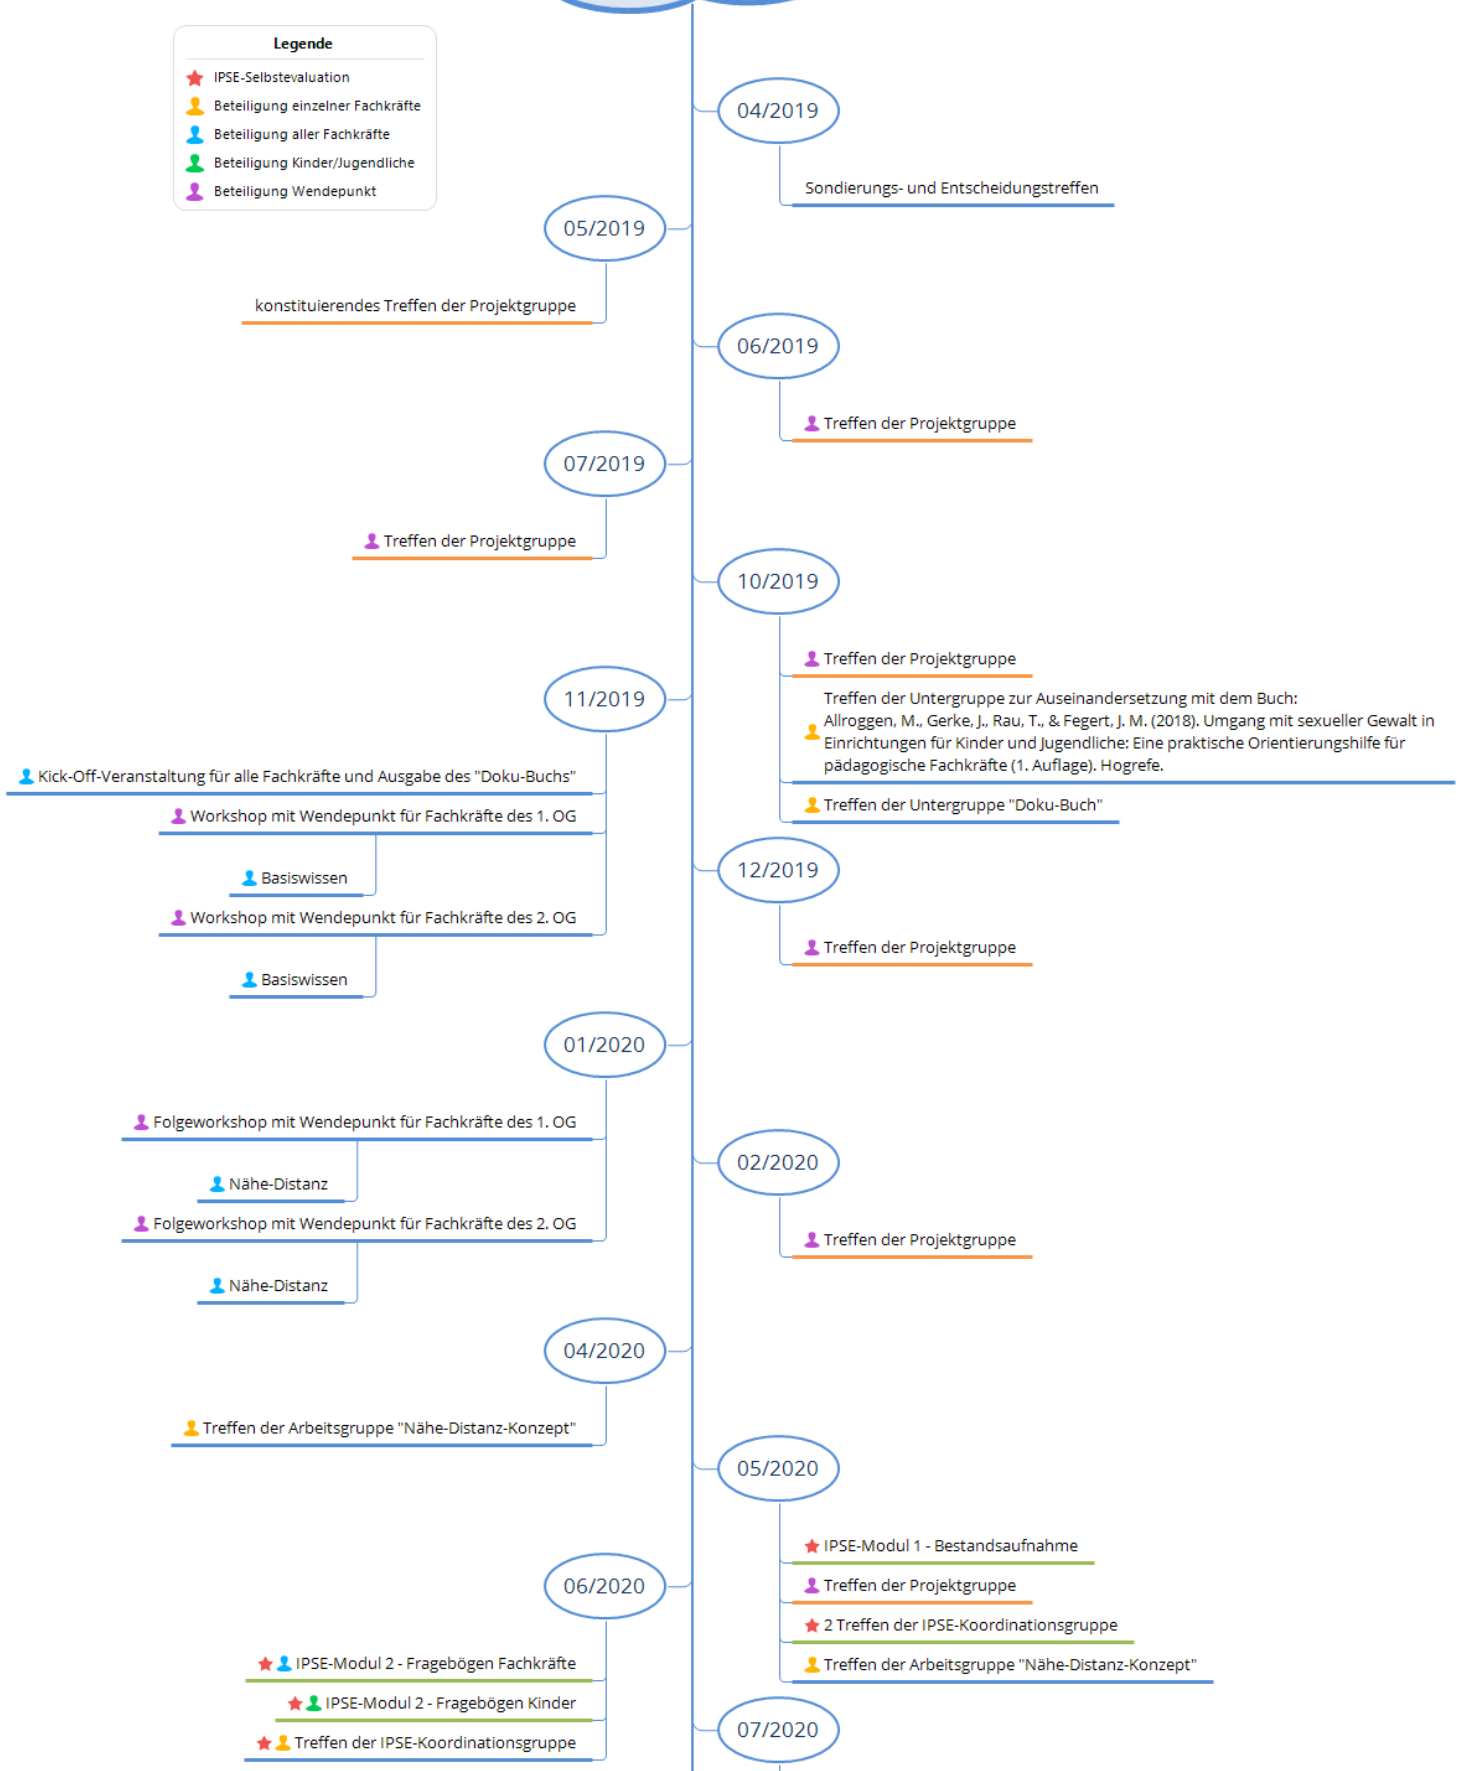 Legende
IPSE-Selbstevaluation
Beteiligung einzelner Fachkräfte
Beteiligung aller Fachkräfte
Beteiligung Kinder/Jugendliche
Beteiligung Wendepunkt
04/2019
Sondierungs- und Entscheidungstreffen
05/2019
konstituierendes Treffen der Projektgruppe
06/2019
Treffen der Projektgruppe
07/2019
Treffen der Projektgruppe
10/2019
Treffen der Projektgruppe
Treffen der Untergruppe zur Auseinandersetzung mit dem Buch:
Allroggen, M., Gerke, J., Rau, T., & Fegert, J. M. (2018). Umgang mit sexueller Gewalt in
Einrichtungen für Kinder und Jugendliche: Eine praktische Orientierungshilfe für
pädagogische Fachkräfte (1. Auflage). Hogrefe.
Treffen der Untergruppe "Doku-Buch"
11/2019
Kick-Off-Veranstaltung für alle Fachkräfte und Ausgabe des "Doku-Buchs"
Workshop mit Wendepunkt für Fachkräfte des 1. OG
Basiswissen
Workshop mit Wendepunkt für Fachkräfte des 2. OG
Basiswissen
12/2019
Treffen der Projektgruppe
01/2020
Folgeworkshop mit Wendepunkt für Fachkräfte des 1. OG
Nähe-Distanz
Folgeworkshop mit Wendepunkt für Fachkräfte des 2. OG
Nähe-Distanz
02/2020
Treffen der Projektgruppe
04/2020
Treffen der Arbeitsgruppe "Nähe-Distanz-Konzept"
05/2020
IPSE-Modul 1 - Bestandsaufnahme
Treffen der Projektgruppe
2 Treffen der IPSE-Koordinationsgruppe
Treffen der Arbeitsgruppe "Nähe-Distanz-Konzept"
06/2020
IPSE-Modul 2 - Fragebögen Fachkräfte
IPSE-Modul 2 - Fragebögen Kinder
Treffen der IPSE-Koordinationsgruppe
07/2020